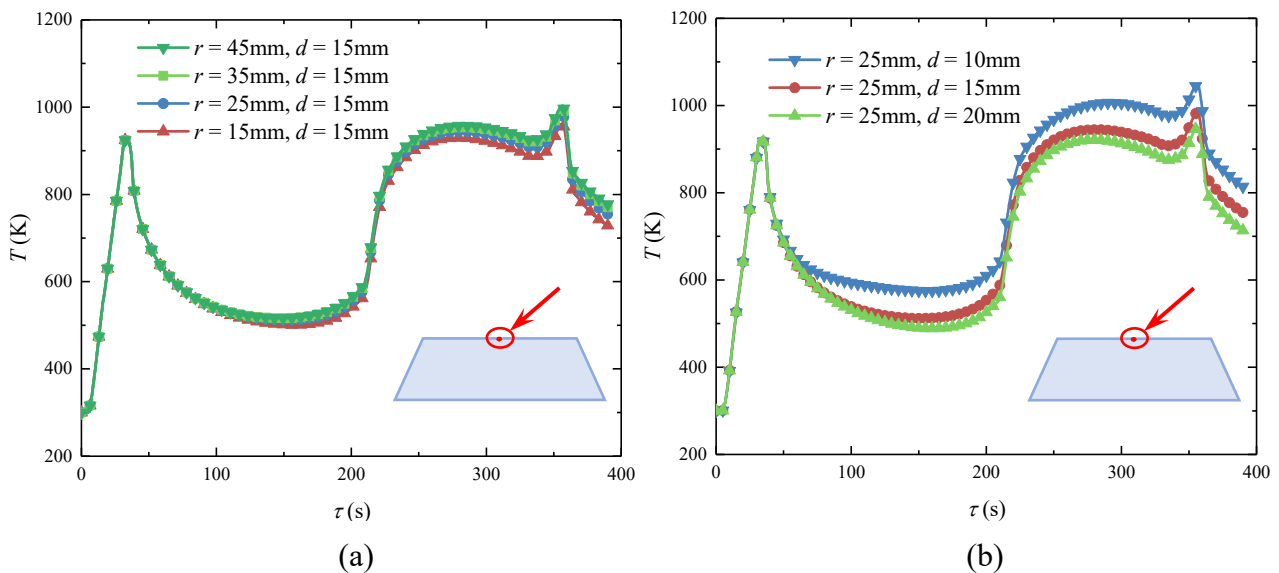 1200
1000
800
600
400
200
T (K)
r = 45mm, d = 15mm
r = 35mm, d = 15mm
r = 25mm, d = 15mm
r = 15mm, d = 15mm
0
100
200
300
400
τ (s)
(a)
1200
1000
800
600
400
200
T (K)
r = 25mm, d = 10mm
r = 25mm, d = 15mm
r = 25mm, d = 20mm
0
100
200
300
400
τ (s)
(b)